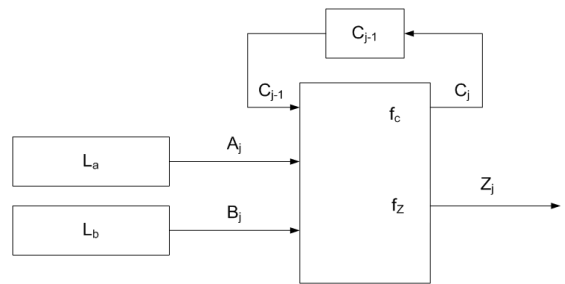 C_{j-1}
C_{j-1}
C_j
f_c
L_a
A_j
Z_j
f_Z
L_b
B_j